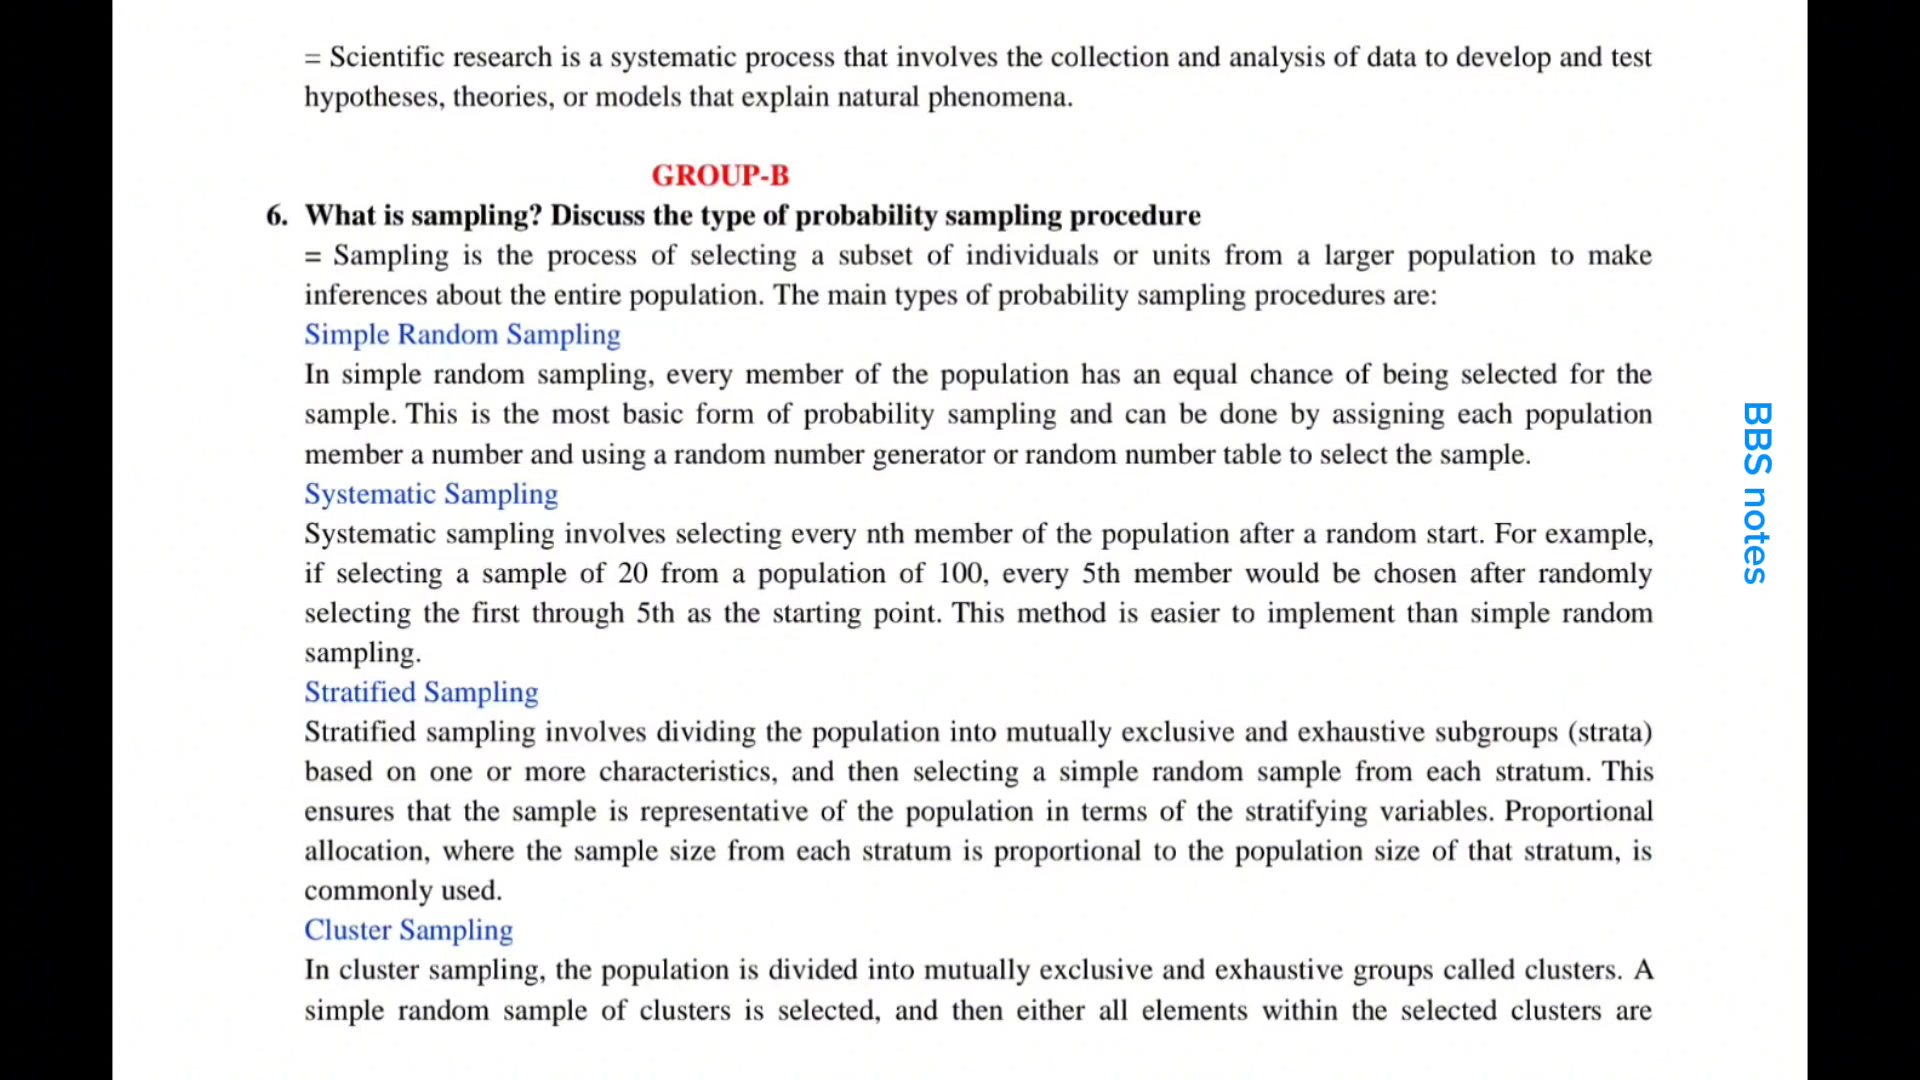 = Scientific research is a systematic process that involves the collection and analysis of data to develop and test
hypotheses, theories, or models that explain natural phenomena.
GROUP-B
6. What is sampling? Discuss the type of probability sampling procedure
= Sampling is the process of selecting a subset of individuals or units from a larger population to make
inferences about the entire population. The main types of probability sampling procedures are:
Simple Random Sampling
In simple random sampling, every member of the population has an equal chance of being selected for the
sample. This is the most basic form of probability sampling and can be done by assigning each population
member a number and using a random number generator or random number table to select the sample.
Systematic Sampling
Systematic sampling involves selecting every nth member of the population after a random start. For example,
if selecting a sample of 20 from a population of 100, every 5th member would be chosen after randomly
selecting the first through 5th as the starting point. This method is easier to implement than simple random
sampling.
Stratified Sampling
Stratified sampling involves dividing the population into mutually exclusive and exhaustive subgroups (strata)
based on one or more characteristics, and then selecting a simple random sample from each stratum. This
ensures that the sample is representative of the population in terms of the stratifying variables. Proportional
allocation, where the sample size from each stratum is proportional to the population size of that stratum, is
commonly used.
Cluster Sampling
In cluster sampling, the population is divided into mutually exclusive and exhaustive groups called clusters. A
simple random sample of clusters is selected, and then either all elements within the selected clusters are
BBS notes